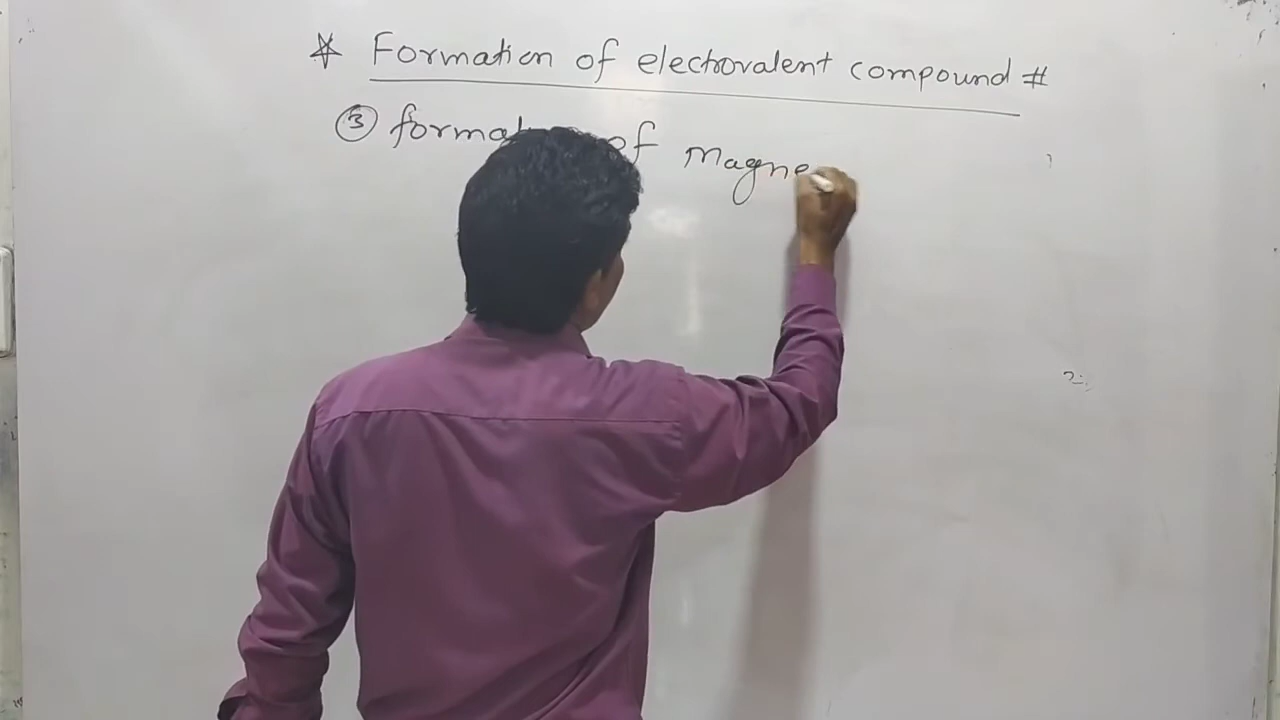 * Formation of electrovalent compound #
③ format of Magne